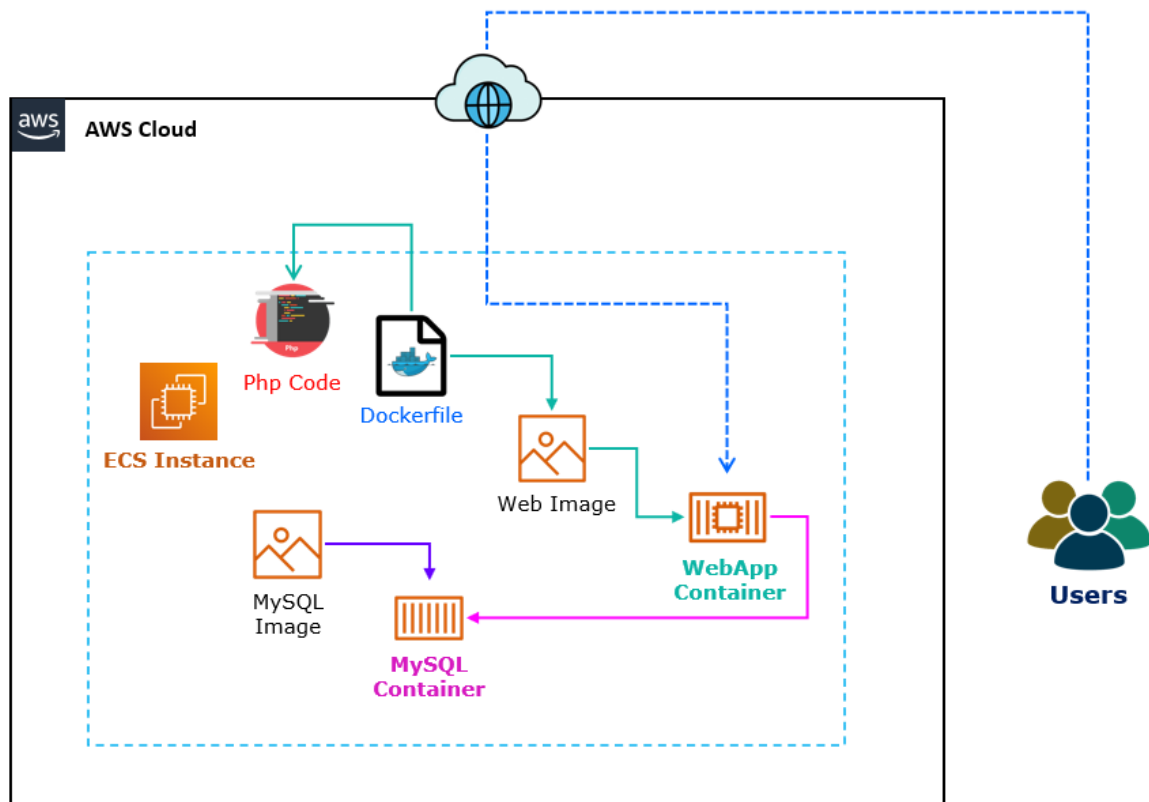 aws
AWS Cloud
Php
Php Code
Dockerfile
ECS Instance
Web Image
MySQL
Image
WebApp
Container
MySQL
Container
Users